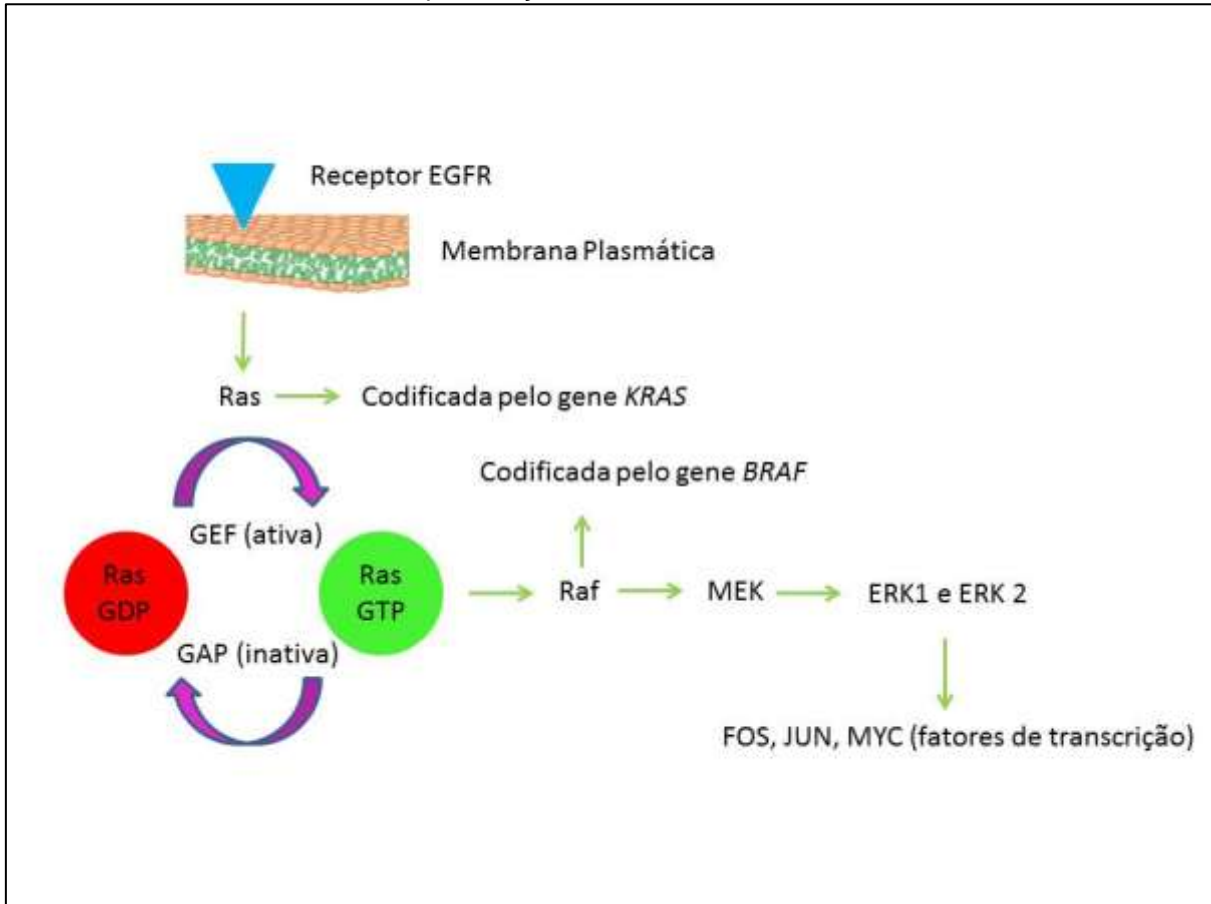 Receptor EGFR
Membrana Plasmática
Ras
Codificada pelo gene KRAS
Codificada pelo gene BRAF
GEF (ativa)
Ras
GDP
Ras
GTP
Raf
MEK
ERK1 e ERK 2
GAP (inativa)
FOS, JUN, MYC (fatores de transcrição)